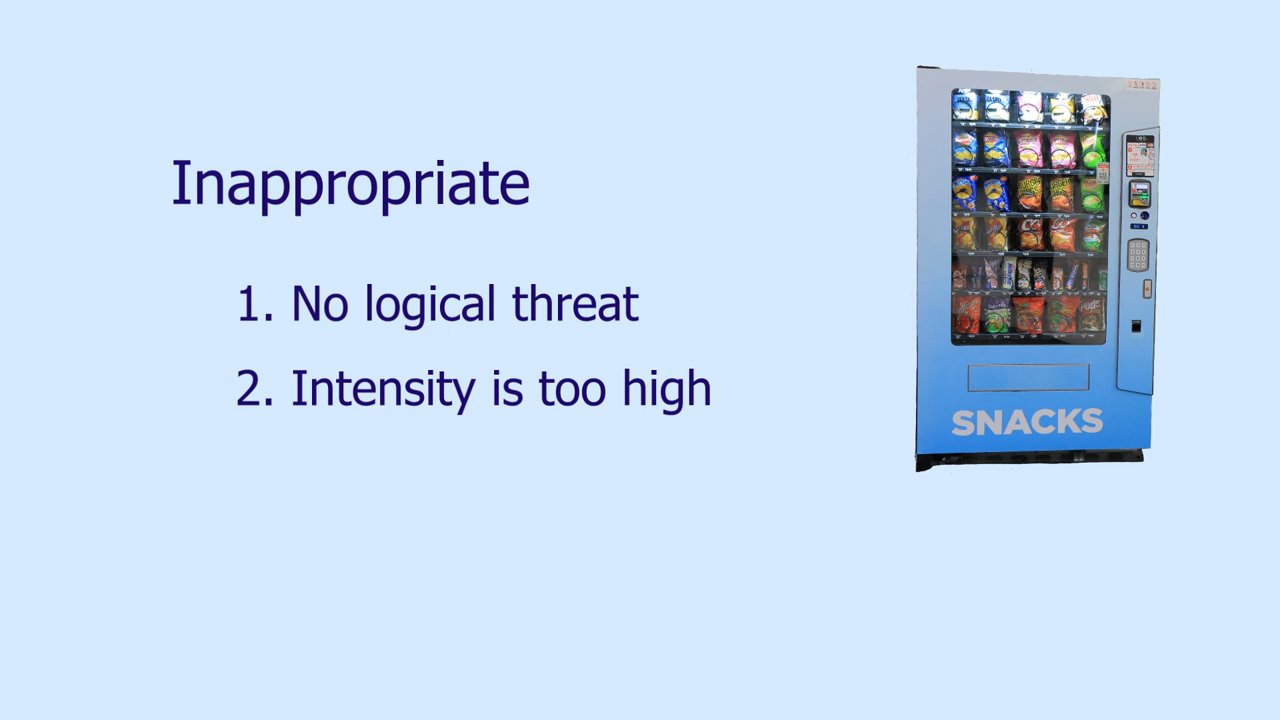 Inappropriate
1. No logical threat
2. Intensity is too high
SNACKS